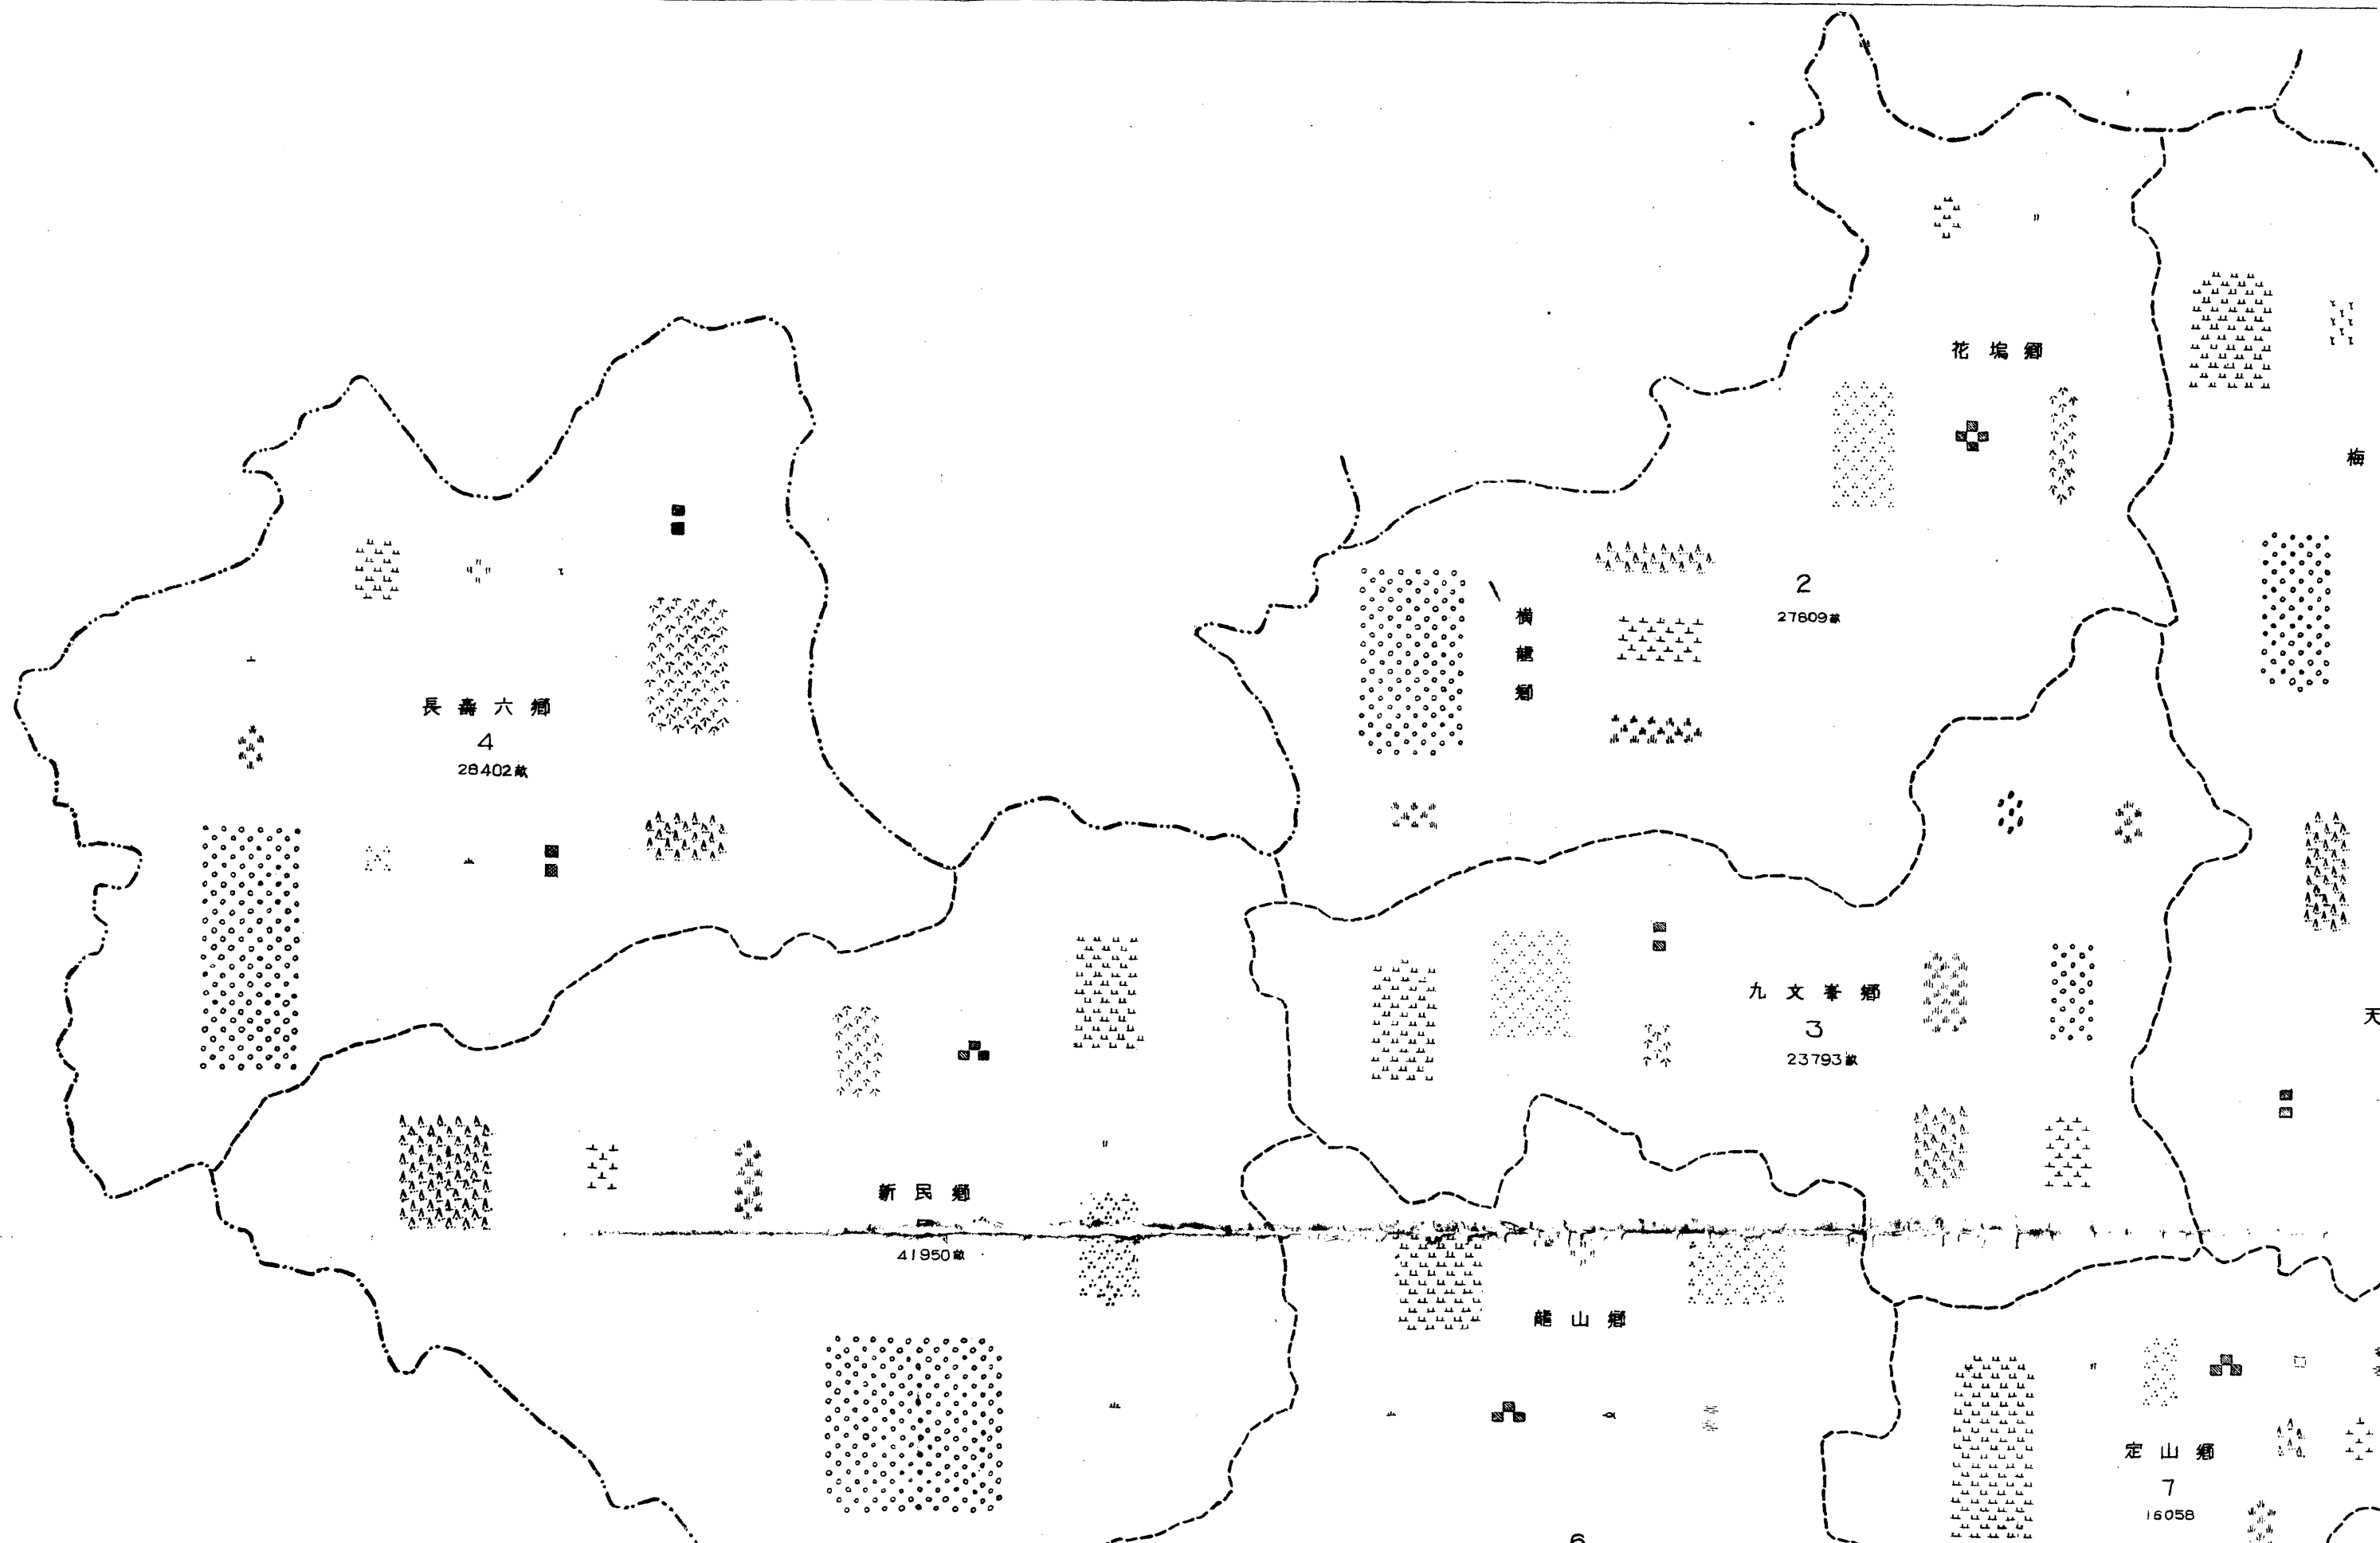 花塢鄉
梅
2
27609畝
橫龍鄉
長壽六鄉
4
28402畝
九文峯鄉
3
23793畝
天
新民鄉
41950畝
龍山鄉
6
定山鄉
7
16058